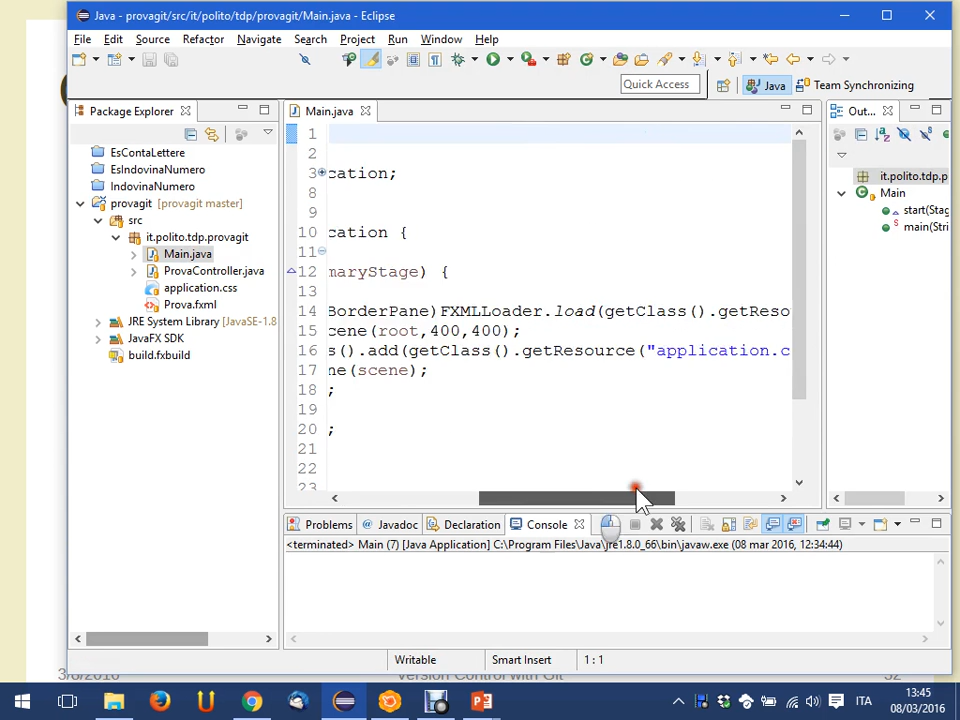 Java - provagit/src/it/polito/tdp/provagit/Main.java - Eclipse
File Edit Source Refactor Navigate Search Project Run Window Help
Quick Access
Java
Team Synchronizing
Package Explorer
EsContaLettere
EsIndovinaNumero
IndovinaNumero
provagit [provagit master]
src
it.polito.tdp.provagit
Main.java
ProvaController.java
application.css
Prova.fxml
JRE System Library [JavaSE-1.8
JavaFX SDK
build.fxbuild
Main.java
1
2
3 cation;
8
9
10 cation {
11
12 maryStage) {
13
14 BorderPane)FXMLLoader.load(getClass().getReso
15 cene(root,400,400);
16 s().add(getClass().getResource("application.c
17 ne(scene);
18 ;
19
20 ;
21
22
23
Out...
it.polito.tdp.p
Main
start(Stag
main(Stri
Problems Javadoc Declaration Console
<terminated> Main (7) [Java Application] C:\Program Files\Java\jre1.8.0_66\bin\javaw.exe (08 mar 2016, 12:34:44)
Writable Smart Insert 1 : 1
3/8/2016 Version Control with Git 32
ITA
13:45
08/03/2016